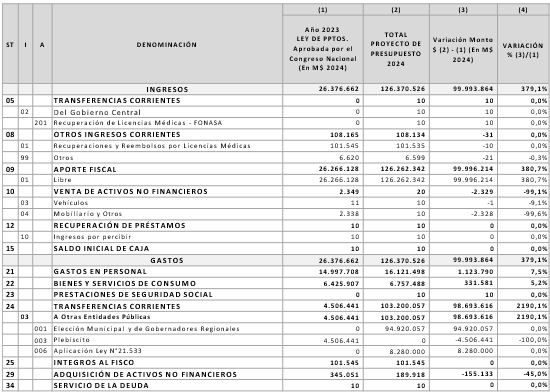 (1) (2) (3) (4)
ST I A DENOMINACIÓN Año 2023 LEY DE PPTOS. Aprobada por el Congreso Nacional (En M$ 2024) TOTAL PROYECTO DE PRESUPUESTO 2024 Variación Monto $ (2) - (1) (En M$ 2024) VARIACIÓN % (3)/(1)
INGRESOS 26.376.662 126.370.526 99.993.864 379,1%
05 TRANSFERENCIAS CORRIENTES 0 10 10 0,0%
02 Del Gobierno Central 0 10 10 0,0%
201 Recuperación de Licencias Médicas - FONASA 0 10 10 0,0%
08 OTROS INGRESOS CORRIENTES 108.165 108.134 -31 0,0%
01 Recuperaciones y Reembolsos por Licencias Médicas 101.545 101.535 -10 0,0%
99 Otros 6.620 6.599 -21 -0,3%
09 APORTE FISCAL 26.266.128 126.262.342 99.996.214 380,7%
01 Libre 26.266.128 126.262.342 99.996.214 380,7%
10 VENTA DE ACTIVOS NO FINANCIEROS 2.349 20 -2.329 -99,1%
03 Vehículos 11 10 -1 -9,1%
04 Mobiliario y Otros 2.338 10 -2.328 -99,6%
12 RECUPERACIÓN DE PRÉSTAMOS 10 10 0 0,0%
10 Ingresos por percibir 10 10 0 0,0%
15 SALDO INICIAL DE CAJA 10 10 0 0,0%
GASTOS 26.376.662 126.370.526 99.993.864 379,1%
21 GASTOS EN PERSONAL 14.997.708 16.121.498 1.123.790 7,5%
22 BIENES Y SERVICIOS DE CONSUMO 6.425.907 6.757.488 331.581 5,2%
23 PRESTACIONES DE SEGURIDAD SOCIAL 0 10 10 0,0%
24 TRANSFERENCIAS CORRIENTES 4.506.441 103.200.057 98.693.616 2190,1%
03 A Otras Entidades Públicas 4.506.441 103.200.057 98.693.616 2190,1%
001 Elección Municipal y de Gobernadores Regionales 0 94.920.057 94.920.057 0,0%
003 Plebiscito 4.506.441 0 -4.506.441 -100,0%
006 Aplicación Ley N°21.533 0 8.280.000 8.280.000 0,0%
25 INTEGROS AL FISCO 101.545 101.545 0 0,0%
29 ADQUISICIÓN DE ACTIVOS NO FINANCIEROS 345.051 189.918 -155.133 -45,0%
34 SERVICIO DE LA DEUDA 10 10 0 0,0%